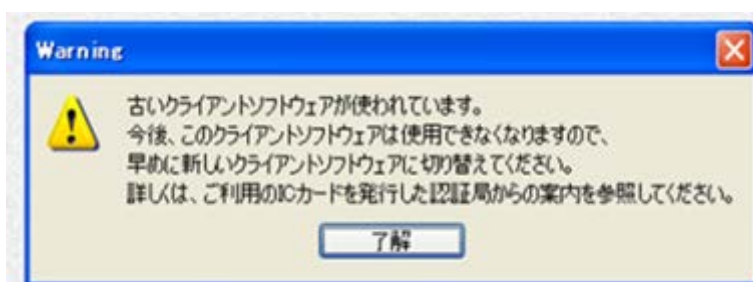 Warning
古いクライアントソフトウェアが使われています。
今後、このクライアントソフトウェアは使用できなくなりますので、
早めに新しいクライアントソフトウェアに切り替えてください。
詳しくは、ご利用のICカードを発行した認証局からの案内を参照してください。
了解